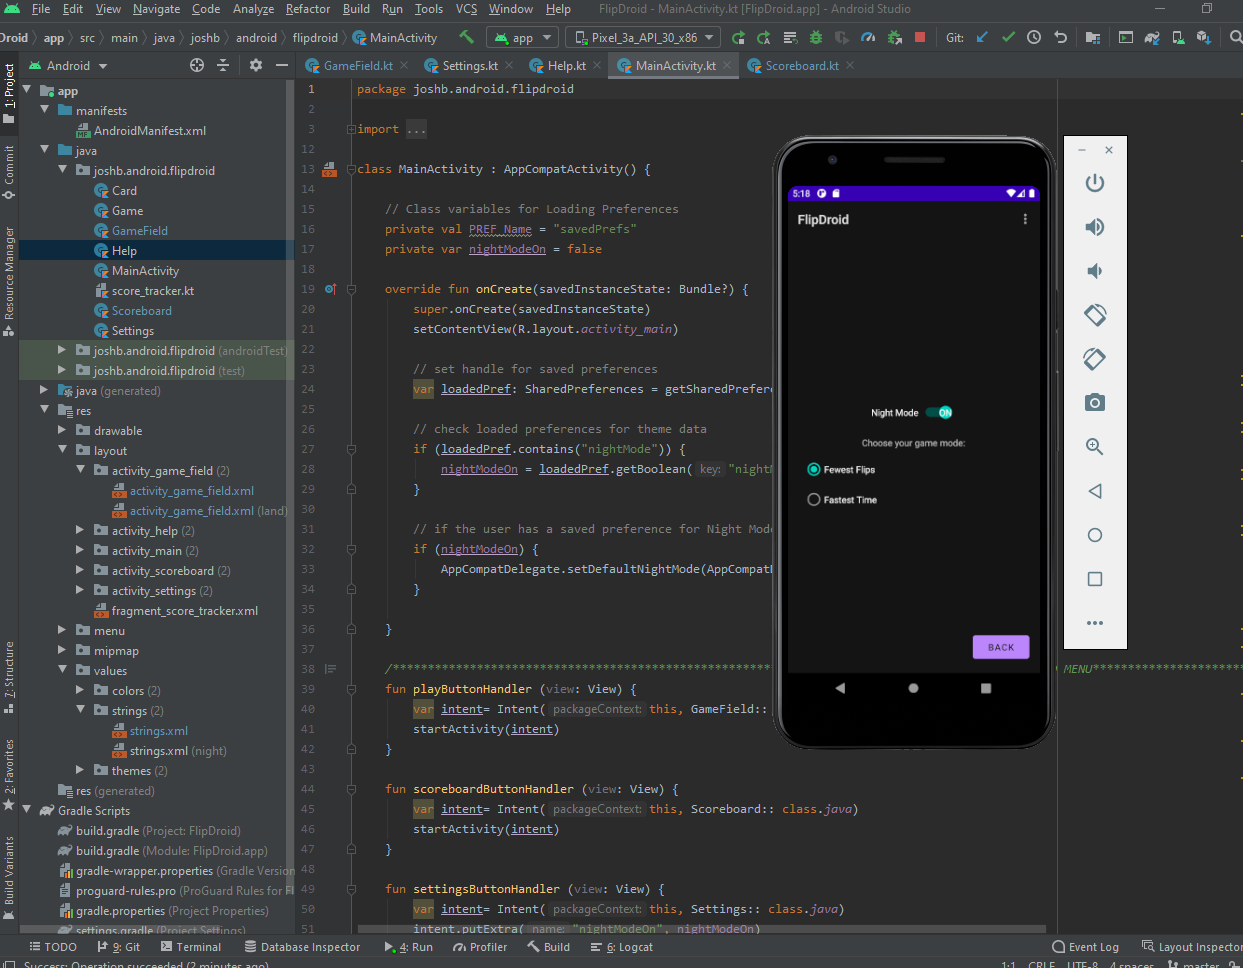 File Edit View Navigate Code Analyze Refactor Build Run Tools VCS Window Help FlipDroid - MainActivity.kt [FlipDroid.app] - Android Studio
Droid app src main java joshb android flipdroid MainActivity app Pixel_3a_API_30_x86 Git:
Android
GameField.kt Settings.kt Help.kt MainActivity.kt Scoreboard.kt
1: Project
Commit
Resource Manager
7: Structure
2: Favorites
Build Variants
app
manifests
AndroidManifest.xml
java
joshb.android.flipdroid
Card
Game
GameField
Help
MainActivity
score_tracker.kt
Scoreboard
Settings
joshb.android.flipdroid (androidTest)
joshb.android.flipdroid (test)
java (generated)
res
drawable
layout
activity_game_field (2)
activity_game_field.xml
activity_game_field.xml (land)
activity_help (2)
activity_main (2)
activity_scoreboard (2)
activity_settings (2)
fragment_score_tracker.xml
menu
mipmap
values
colors (2)
strings (2)
strings.xml
strings.xml (night)
themes (2)
res (generated)
Gradle Scripts
build.gradle (Project: FlipDroid)
build.gradle (Module: FlipDroid.app)
gradle-wrapper.properties (Gradle Version
proguard-rules.pro (ProGuard Rules for Fl
gradle.properties (Project Properties)
settings.gradle (Project Settings)
1 package joshb.android.flipdroid
2
3 import ...
12
13 class MainActivity : AppCompatActivity() {
14
15 // Class variables for Loading Preferences
16 private val PREF_Name = "savedPrefs"
17 private var nightModeOn = false
18
19 override fun onCreate(savedInstanceState: Bundle?) {
20 super.onCreate(savedInstanceState)
21 setContentView(R.layout.activity_main)
22
23 // set handle for saved preferences
24 var loadedPref: SharedPreferences = getSharedPrefere
25
26 // check loaded preferences for theme data
27 if (loadedPref.contains("nightMode")) {
28 nightModeOn = loadedPref.getBoolean( key: "night
29 }
30
31 // if the user has a saved preference for Night Mod
32 if (nightModeOn) {
33 AppCompatDelegate.setDefaultNightMode(AppCompat
34 }
35
36 }
37
38 /****************************************************** MENU**********************
39 fun playButtonHandler (view: View) {
40 var intent= Intent( packageContext: this, GameField::
41 startActivity(intent)
42 }
43
44 fun scoreboardButtonHandler (view: View) {
45 var intent= Intent( packageContext: this, Scoreboard:: class.java)
46 startActivity(intent)
47 }
48
49 fun settingsButtonHandler (view: View) {
50 var intent= Intent( packageContext: this, Settings:: class.java)
51 intent.putExtra( name: "nightModeOn", nightModeOn)
5:18
FlipDroid
Night Mode ON
Choose your game mode:
Fewest Flips
Fastest Time
BACK
TODO 9: Git Terminal Database Inspector 4: Run Profiler Build 6: Logcat Event Log Layout Inspector
Success: Operation succeeded (2 minutes ago) 1:1 CRLF UTF-8 4 spaces master